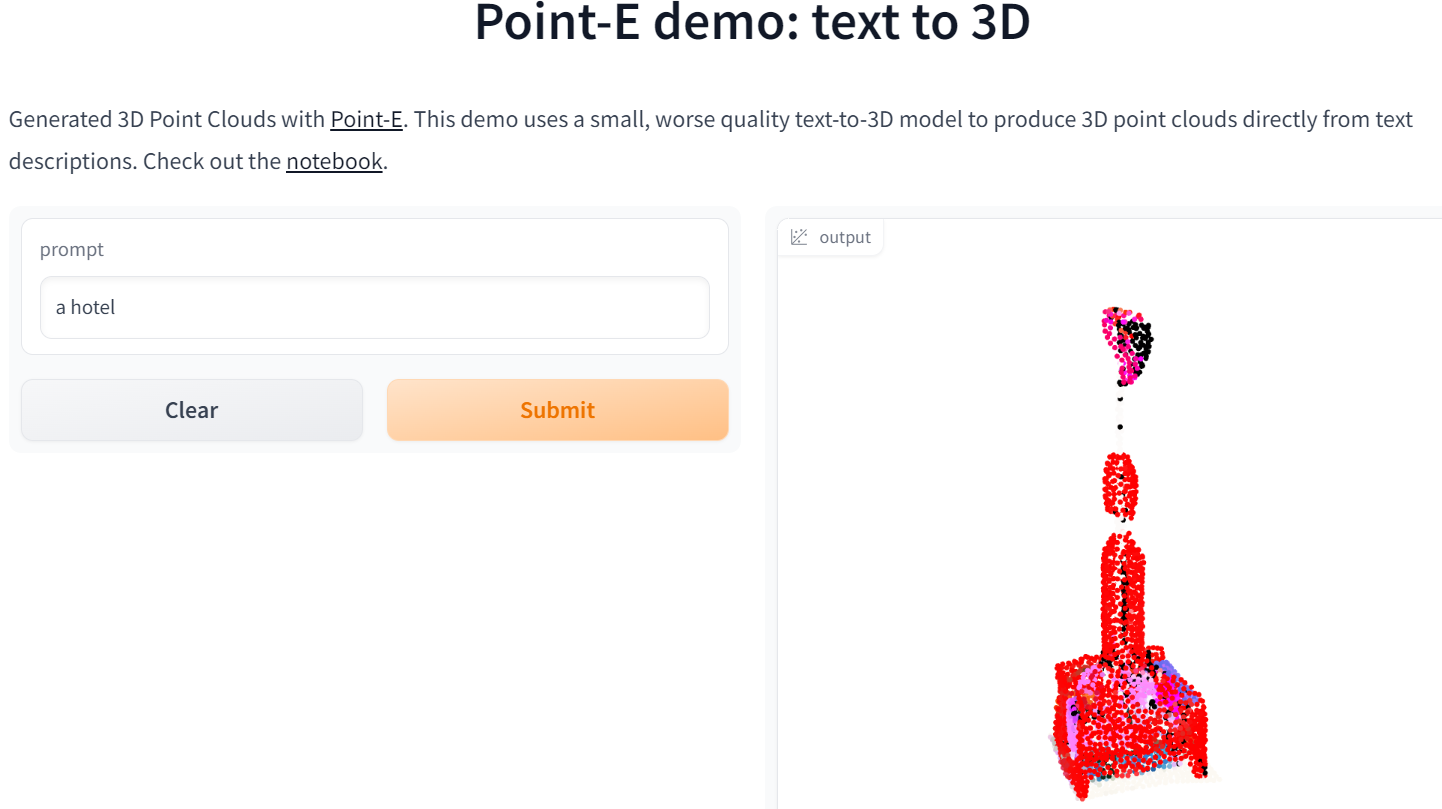 Point-E demo: text to 3D
Generated 3D Point Clouds with Point-E. This demo uses a small, worse quality text-to-3D model to produce 3D point clouds directly from text
descriptions. Check out the notebook.
prompt
a hotel
Clear
Submit
output